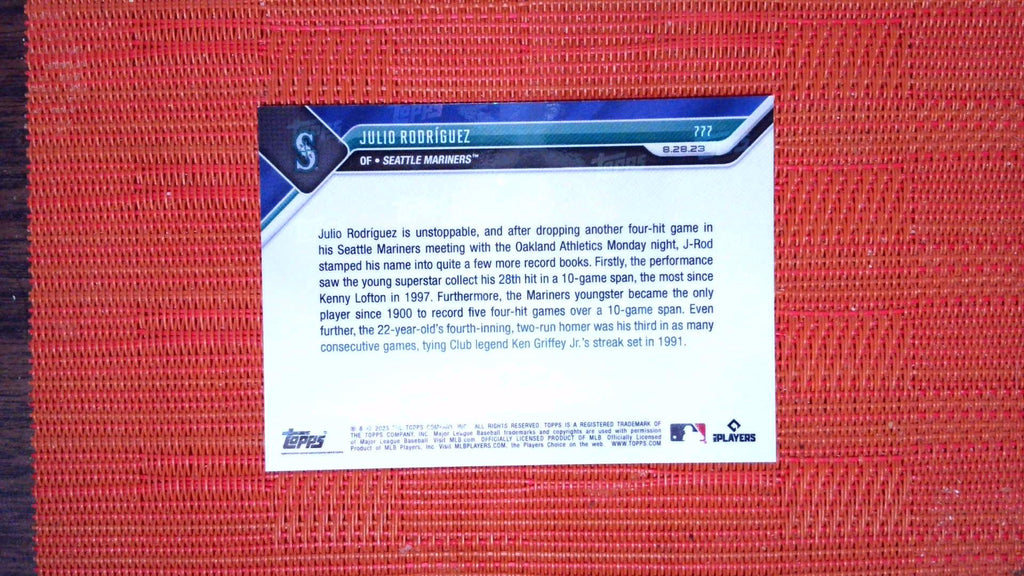 JULIO RODRÍGUEZ
777
OF • SEATTLE MARINERS™
8.28.23
Julio Rodríguez is unstoppable, and after dropping another four-hit game in
his Seattle Mariners meeting with the Oakland Athletics Monday night, J-Rod
stamped his name into quite a few more record books. Firstly, the performance
saw the young superstar collect his 28th hit in a 10-game span, the most since
Kenny Lofton in 1997. Furthermore, the Mariners youngster became the only
player since 1900 to record five four-hit games over a 10-game span. Even
further, the 22-year-old's fourth-inning, two-run homer was his third in as many
consecutive games, tying Club legend Ken Griffey Jr.'s streak set in 1991.
Topps
® & © 2023 THE TOPPS COMPANY, INC. ALL RIGHTS RESERVED. TOPPS IS A REGISTERED TRADEMARK OF
THE TOPPS COMPANY, INC. Major League Baseball trademarks and copyrights are used with permission
of Major League Baseball. Visit MLB.com. OFFICIALLY LICENSED PRODUCT OF MLB Officially Licensed
Product of MLB Players, Inc. Visit MLBPLAYERS.COM, the Players Choice on the web. WWW.TOPPS.COM
PLAYERS